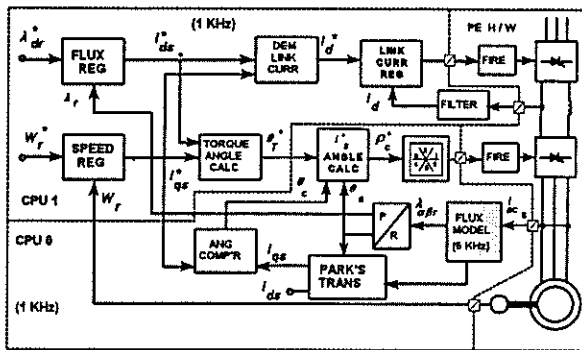 (1 KHz)
PE H/W
λ*dr
FLUX REG
i*ds
DEM LINK CURR
i*d
LINK CURR REG
FIRE
λr
id
FILTER
Wr*
SPEED REG
TORQUE ANGLE CALC
θ*T
i*s ANGLE CALC
ρ*c
FIRE
i*qs
Wr
CPU 1
θc
θs
λαβr
iac s
CPU 0
ANG COMP'R
iqs
P
R
FLUX MODEL (5 KHz)
PARK'S TRANS
ids
(1 KHz)